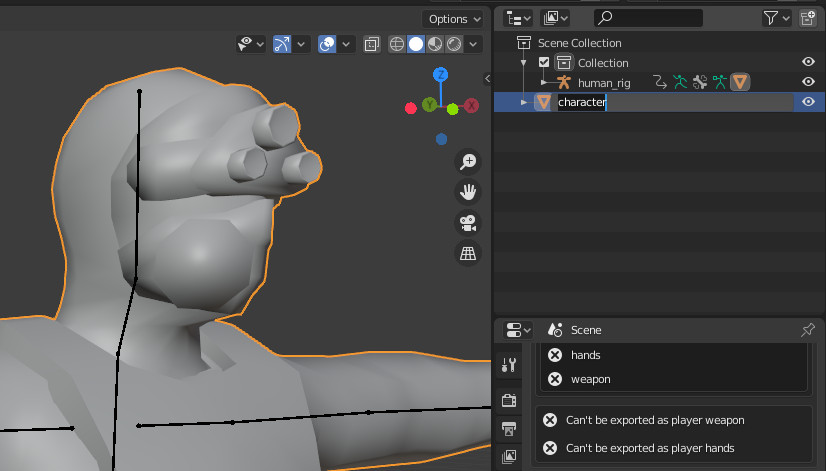 Options
Z
Y
X
Scene Collection
Collection
human_rig
character
Scene
hands
weapon
Can't be exported as player weapon
Can't be exported as player hands